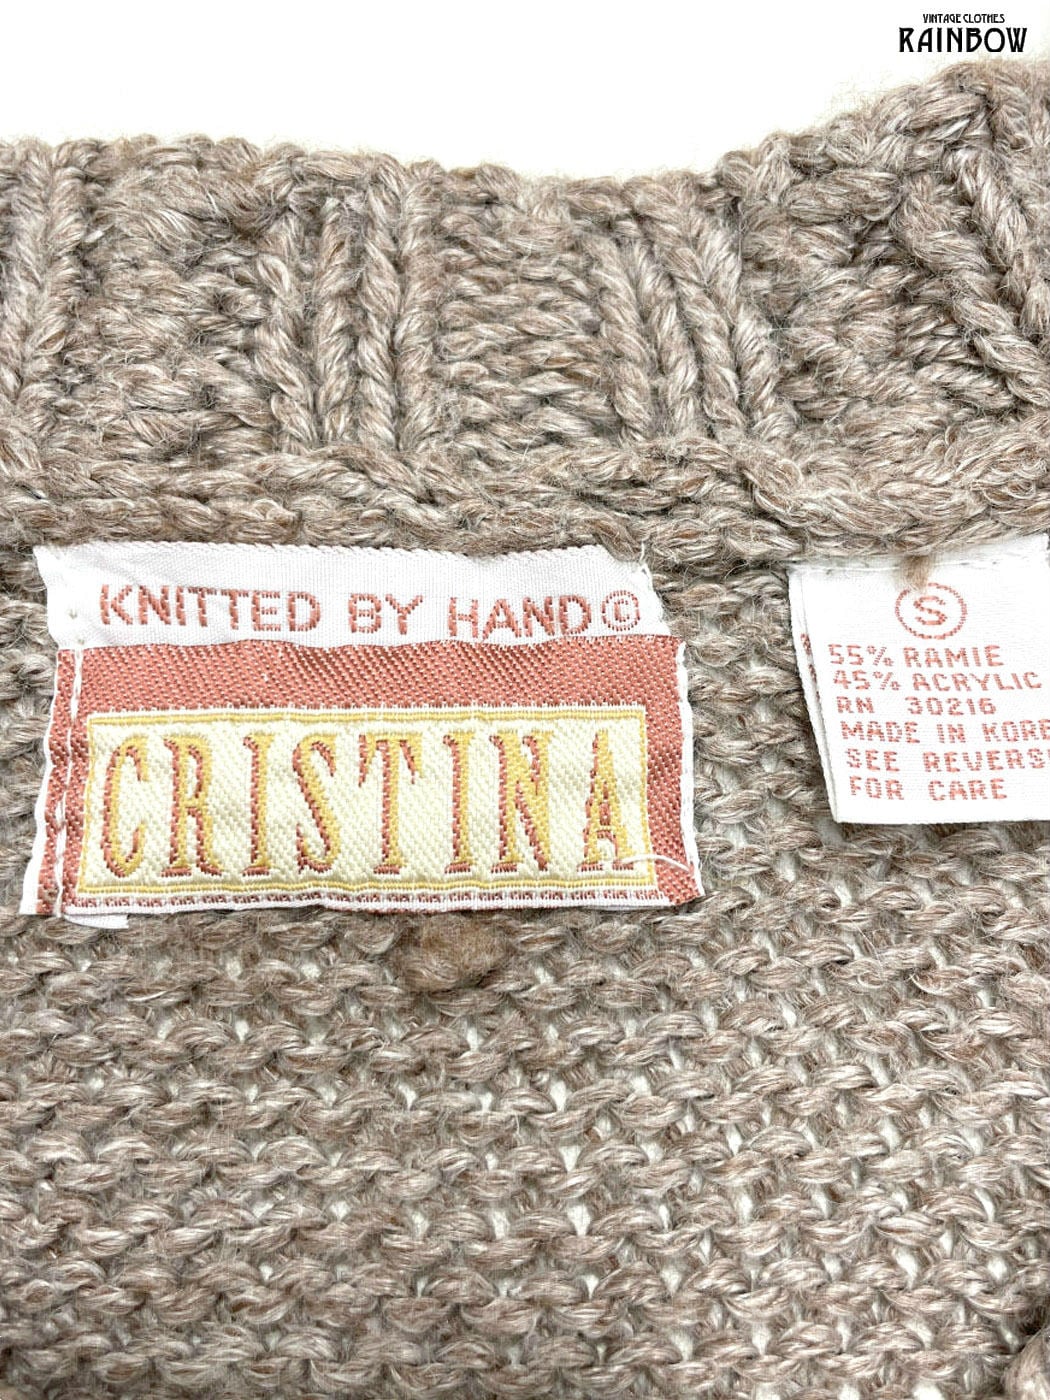 VINTAGE CLOTHES
RAINBOW
KNITTED BY HAND©
CRISTINA
S
55% RAMIE
45% ACRYLIC
RN 30216
MADE IN KORE
SEE REVERS
FOR CARE